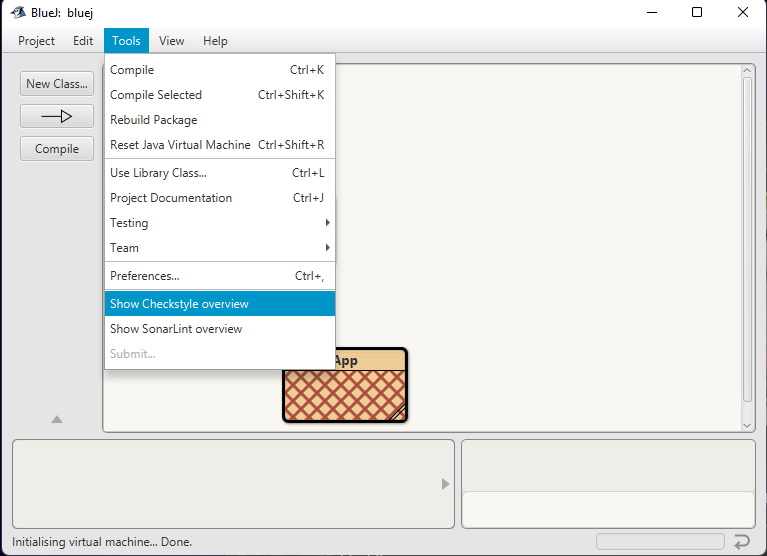 BlueJ: bluej
Project Edit Tools View Help
New Class...
Compile
Compile Ctrl+K
Compile Selected Ctrl+Shift+K
Rebuild Package
Reset Java Virtual Machine Ctrl+Shift+R
Use Library Class... Ctrl+L
Project Documentation Ctrl+J
Testing
Team
Preferences... Ctrl+,
Show Checkstyle overview
Show SonarLint overview
Submit...
App
Initialising virtual machine... Done.